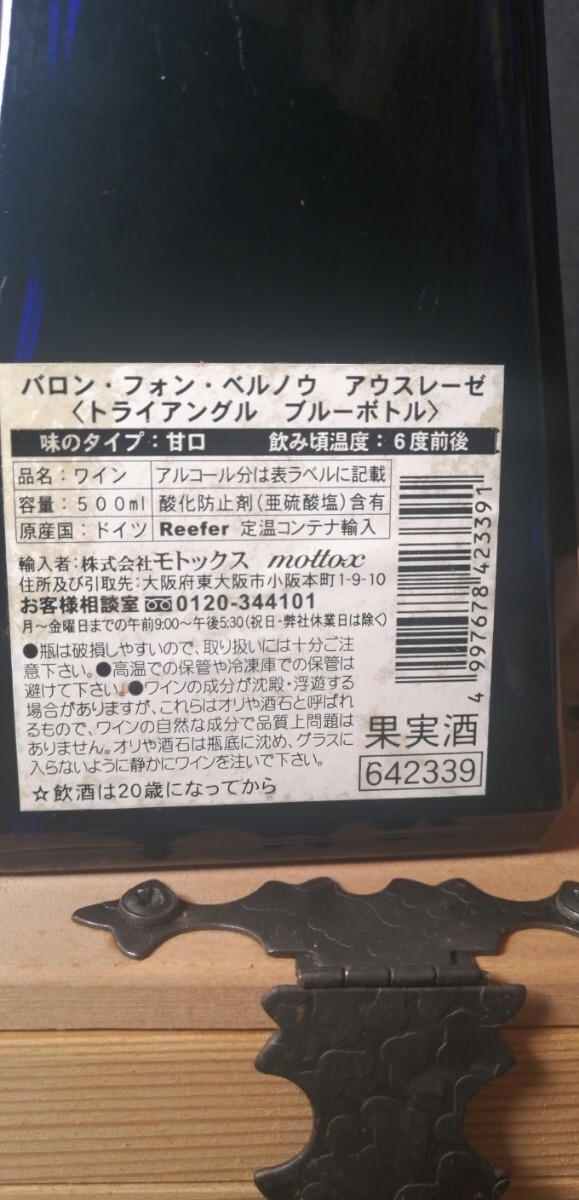 バロン・フォン・ベルノウ　アウスレーゼ
〈トライアングル　ブルーボトル〉
味のタイプ：甘口　飲み頃温度：６度前後
品名：ワイン　アルコール分は表ラベルに記載
容量：５００ml　酸化防止剤(亜硫酸塩)含有
原産国：ドイツ　Reefer 定温コンテナ輸入
輸入者：株式会社モトックス mottox
住所及び引取先：大阪府東大阪市小阪本町1-9-10
お客様相談室 0120-344101
月～金曜日までの午前9:00～午後5:30(祝日・弊社休業日は除く)
●瓶は破損しやすいので、取り扱いには十分ご注
意下さい。●高温での保管や冷凍庫での保管は
避けて下さい。●ワインの成分が沈殿・浮遊する
場合がありますが、これらはオリや酒石と呼ばれ
るもので、ワインの自然な成分で品質上問題は
ありません。オリや酒石は瓶底に沈め、グラスに
入らないように静かにワインを注いで下さい。
☆飲酒は20歳になってから
4 997678 423391
果実酒
642339